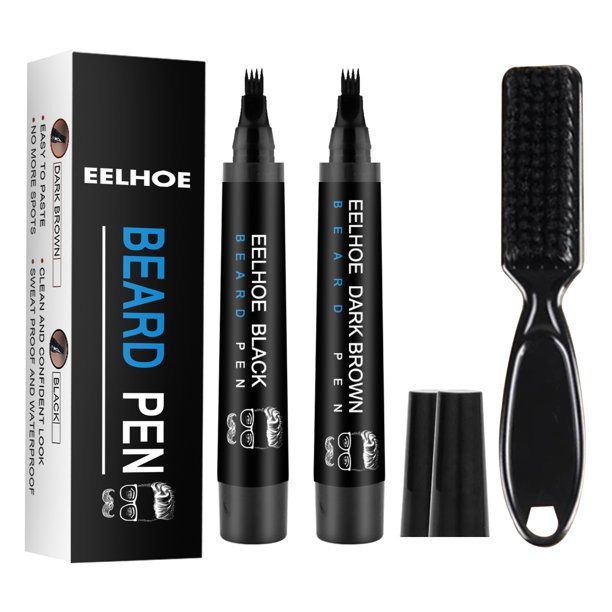 • EASY TO PASTE
• NO MORE SPOTS
DARK BROWN
• CLEAN AND CONFIDENT LOOK
• SWEAT PROOF AND WATERPROOF
BLACK
EELHOE
BEARD PEN
EELHOE BLACK
BEARD PEN
EELHOE DARK BROWN
BEARD PEN